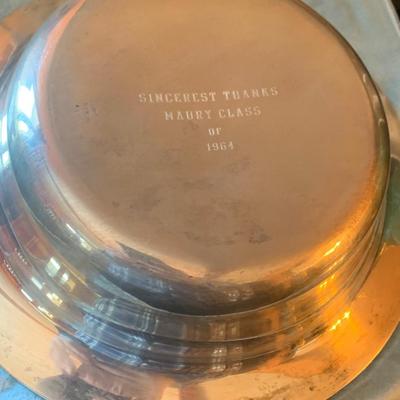 SINCEREST THANKS
MAURY CLASS
OF
1964